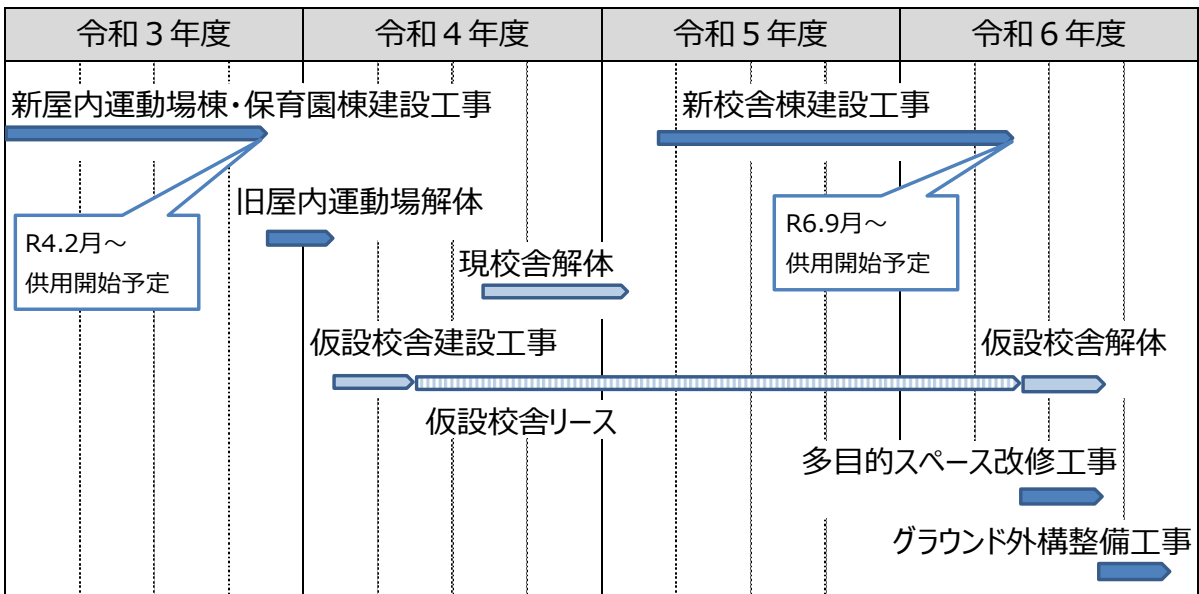 令和３年度
令和４年度
令和５年度
令和６年度
新屋内運動場棟・保育園棟建設工事
新校舎棟建設工事
R4.2月～
供用開始予定
旧屋内運動場解体
R6.9月～
供用開始予定
現校舎解体
仮設校舎建設工事
仮設校舎解体
仮設校舎リース
多目的スペース改修工事
グラウンド外構整備工事